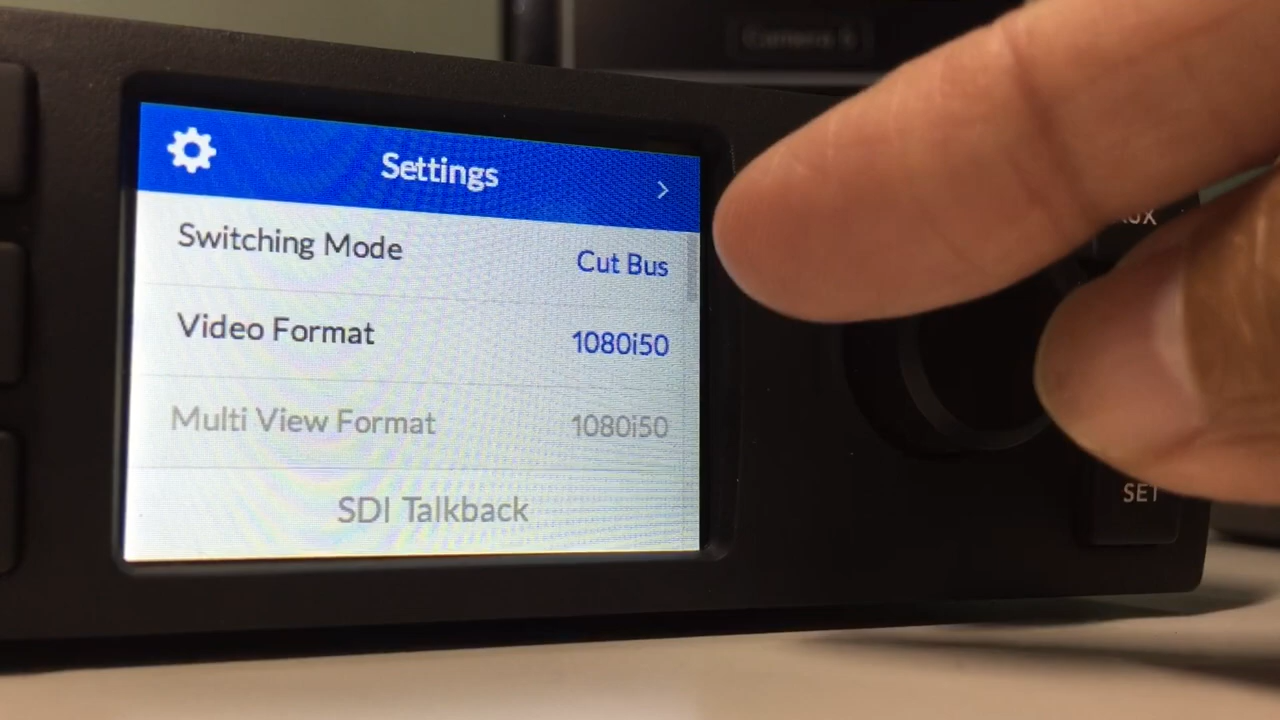 Settings
Switching Mode
Cut Bus
Video Format
1080i50
Multi View Format
1080i50
SDI Talkback
SET